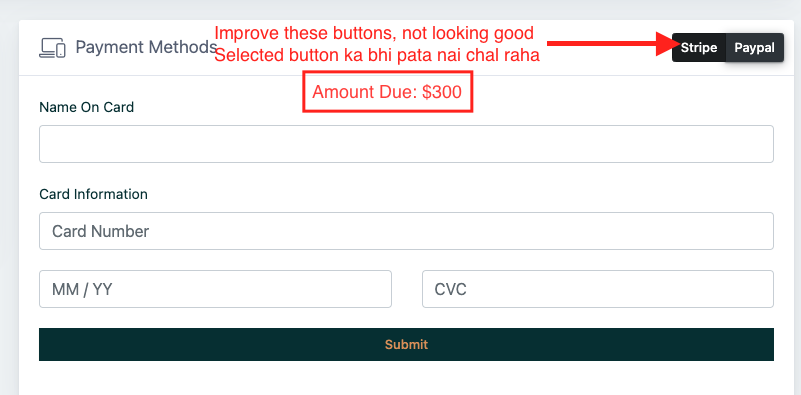 Payment Methods
Improve these buttons, not looking good
Selected button ka bhi pata nai chal raha
Stripe Paypal
Amount Due: $300
Name On Card
Card Information
Card Number
MM / YY CVC
Submit